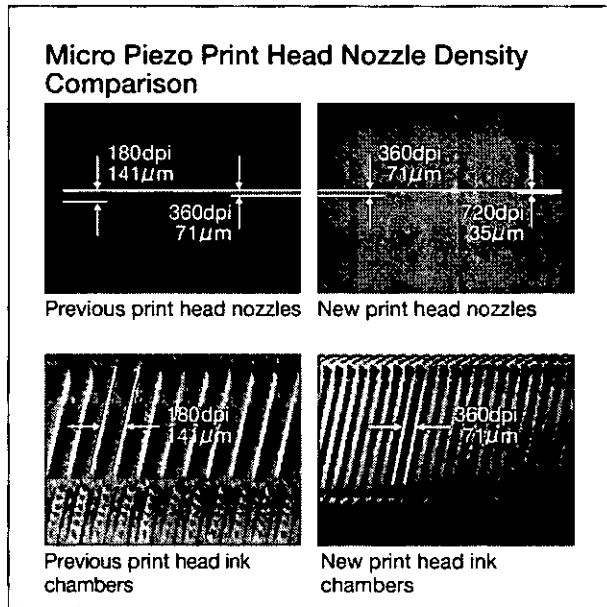 Micro Piezo Print Head Nozzle Density
Comparison
180dpi
141μm
360dpi
71μm
360dpi
71μm
720dpi
35μm
Previous print head nozzles
New print head nozzles
180dpi
141μm
360dpi
71μm
Previous print head ink
chambers
New print head ink
chambers